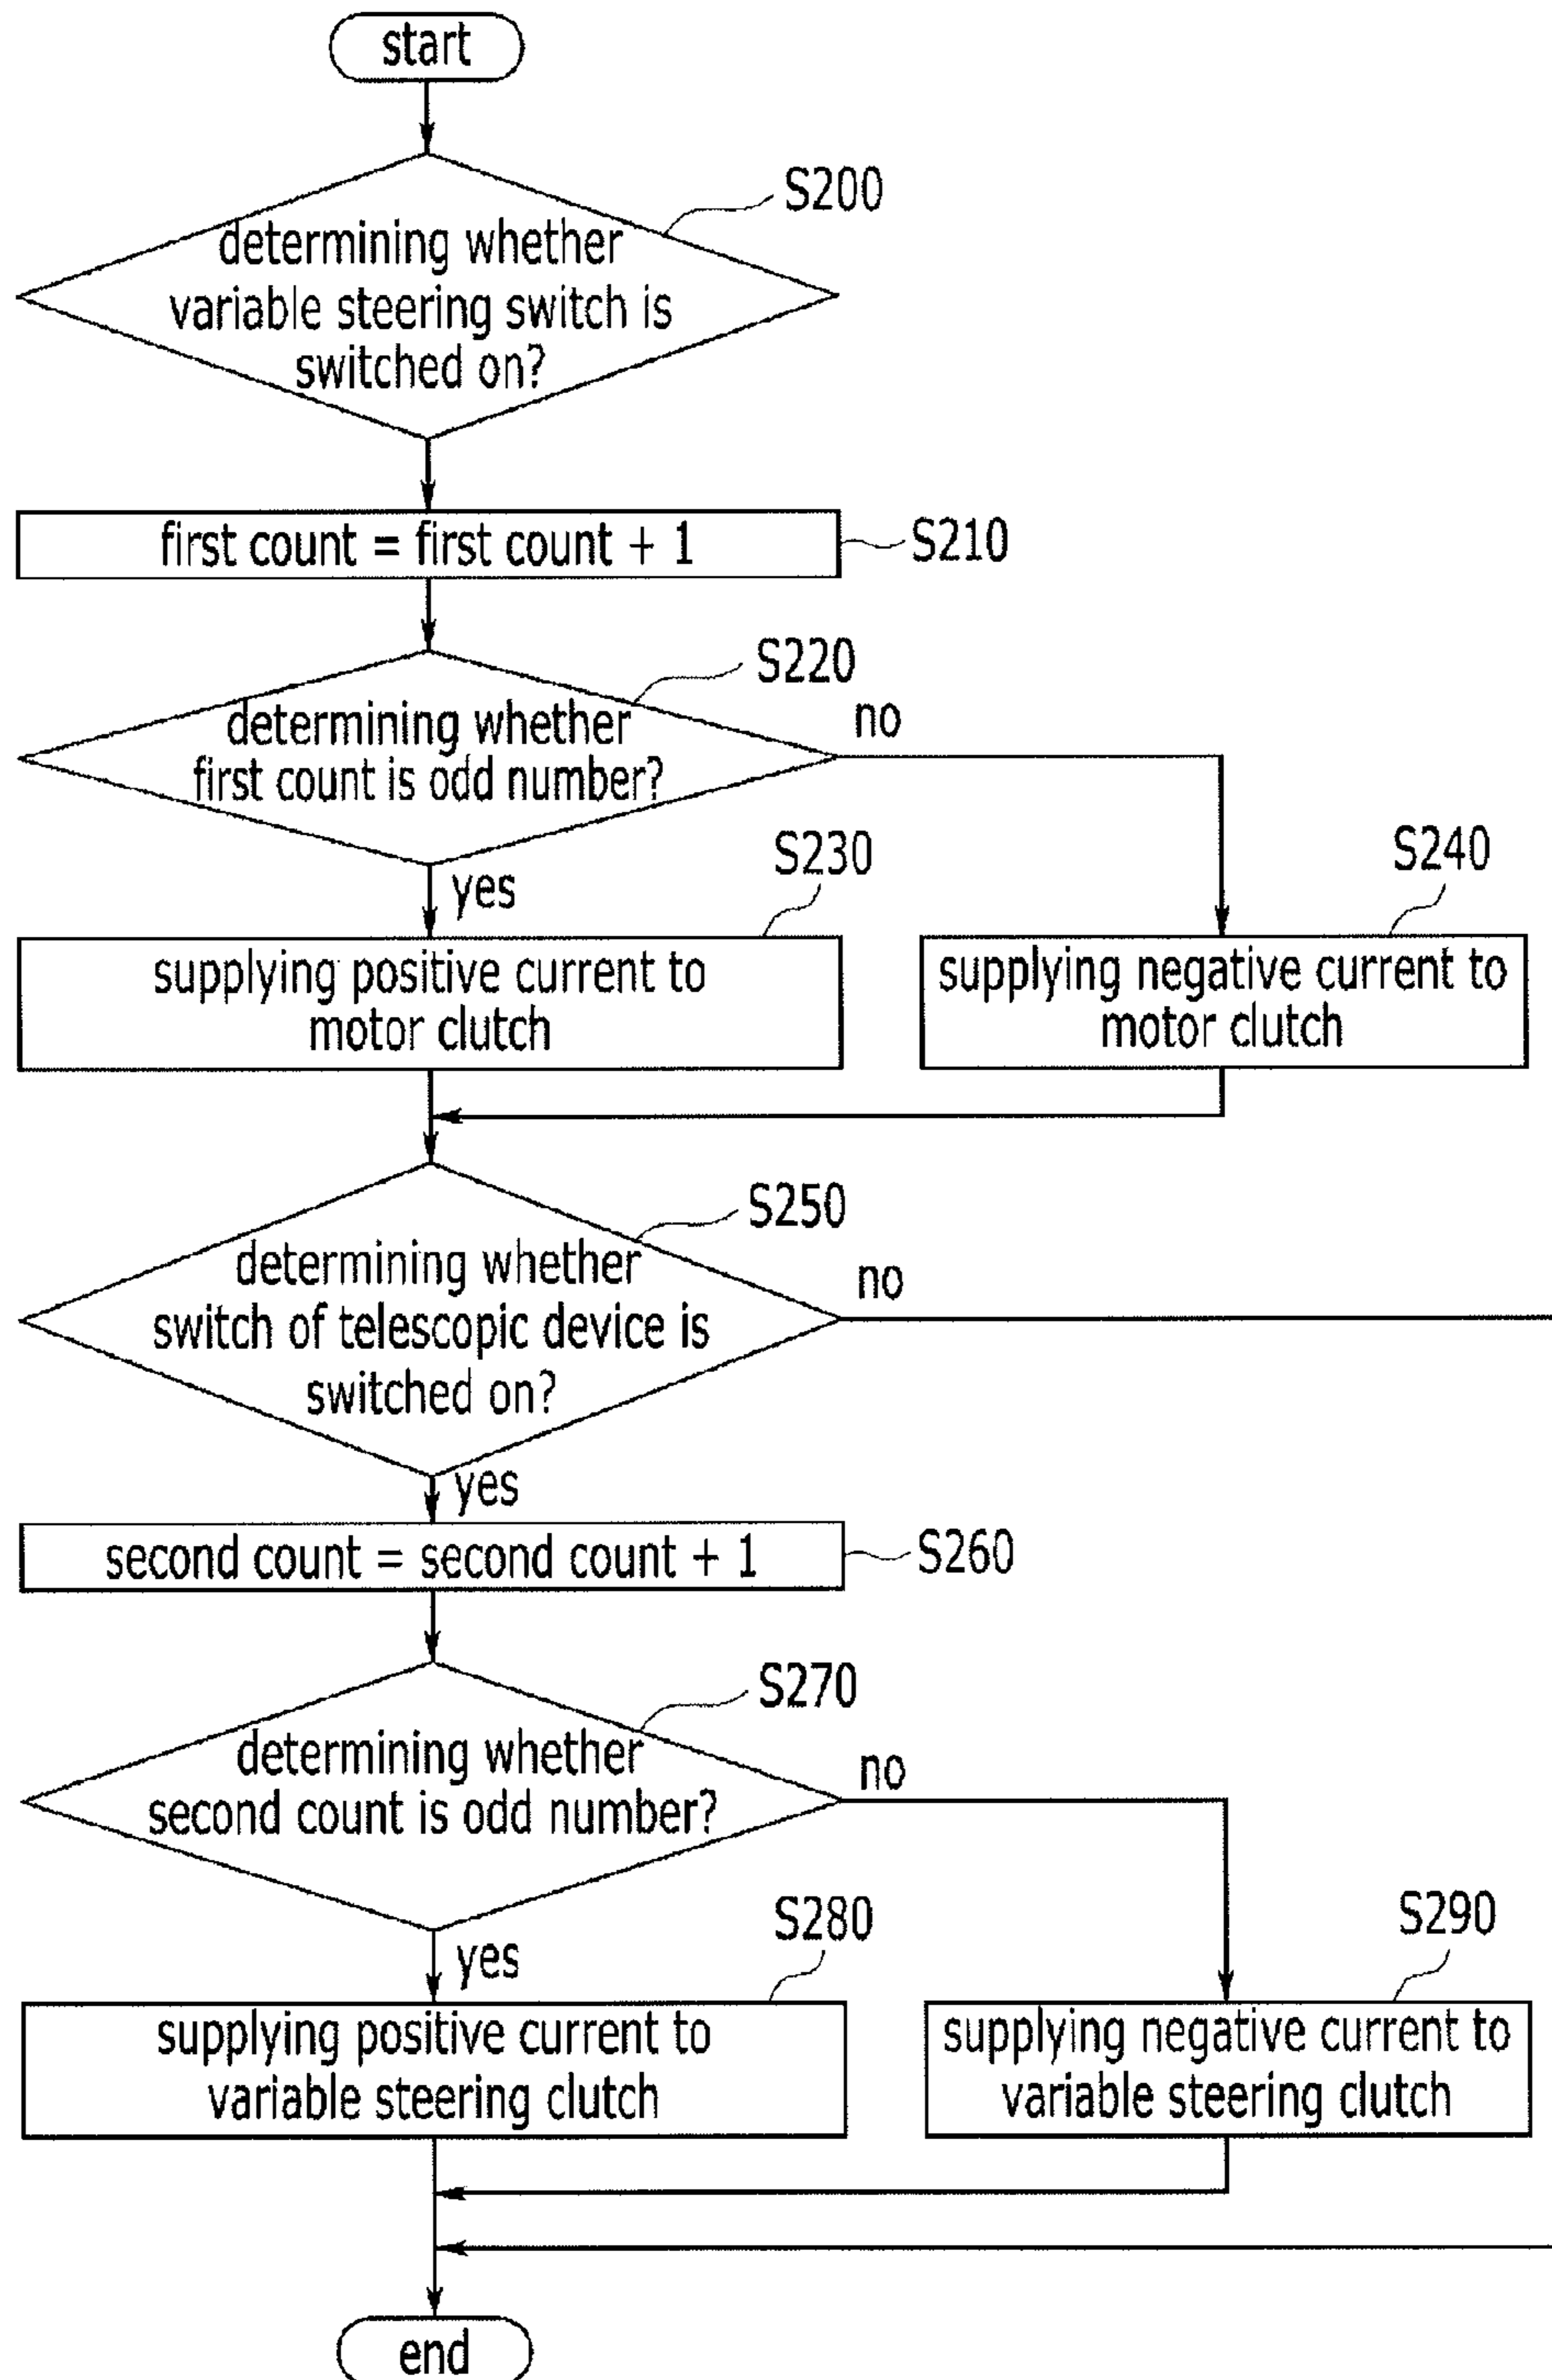 start
S200
determining whether
variable steering switch is
switched on?
first count = first count + 1
S210
S220
determining whether
first count is odd number?
no
yes
S230
S240
supplying positive current to
motor clutch
supplying negative current to
motor clutch
S250
determining whether
switch of telescopic device is
switched on?
no
yes
second count = second count + 1
S260
S270
determining whether
second count is odd number?
no
yes
S280
S290
supplying positive current to
variable steering clutch
supplying negative current to
variable steering clutch
end